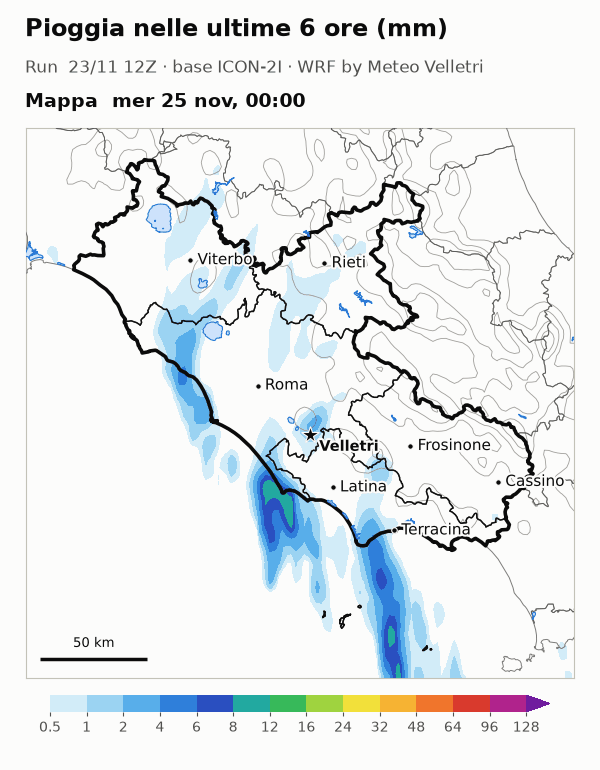 Pioggia nelle ultime 6 ore (mm)
Run  23/11 12Z · base ICON-2I · WRF by Meteo Velletri
Mappa  mer 25 nov, 00:00
Viterbo
Rieti
Roma
Velletri
Frosinone
Latina
Cassino
Terracina
50 km
0.5 1 2 4 6 8 12 16 24 32 48 64 96 128